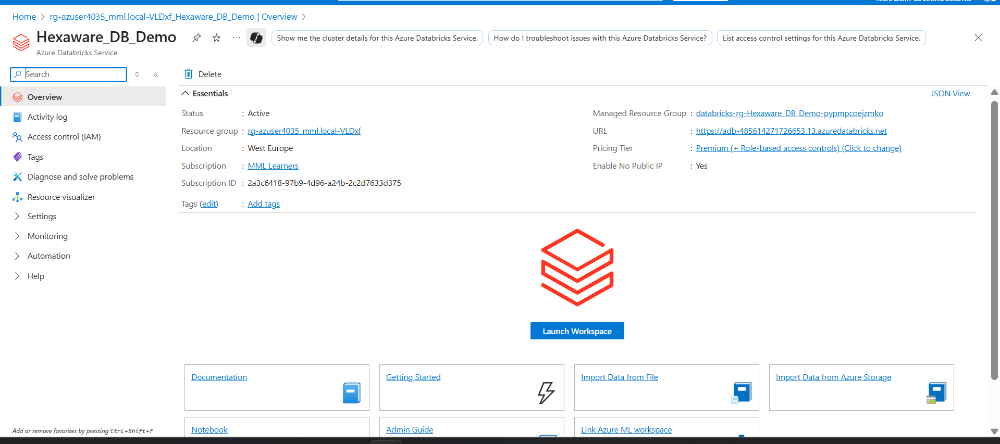 Home > rg-azuser4035_mml.local-VLDxf_Hexaware_DB_Demo | Overview >
Hexaware_DB_Demo
Azure Databricks Service
Show me the cluster details for this Azure Databricks Service.
How do I troubleshoot issues with this Azure Databricks Service?
List access control settings for this Azure Databricks Service.
Search
Overview
Activity log
Access control (IAM)
Tags
Diagnose and solve problems
Resource visualizer
Settings
Monitoring
Automation
Help
Add or remove favorites by pressing Ctrl+Shift+F
Delete
Essentials
JSON View
Status : Active
Resource group : rg-azuser4035_mml.local-VLDxf
Location : West Europe
Subscription : MML Learners
Subscription ID : 2a3c6418-97b9-4d96-a24b-2c2d7633d375
Tags (edit) : Add tags
Managed Resource Group : databricks-rg-Hexaware_DB_Demo-pypmpcoejzmko
URL : https://adb-485614271726653.13.azuredatabricks.net
Pricing Tier : Premium (+ Role-based access controls) (Click to change)
Enable No Public IP : Yes
Launch Workspace
Documentation
Getting Started
Import Data from File
Import Data from Azure Storage
Notebook
Admin Guide
Link Azure ML workspace